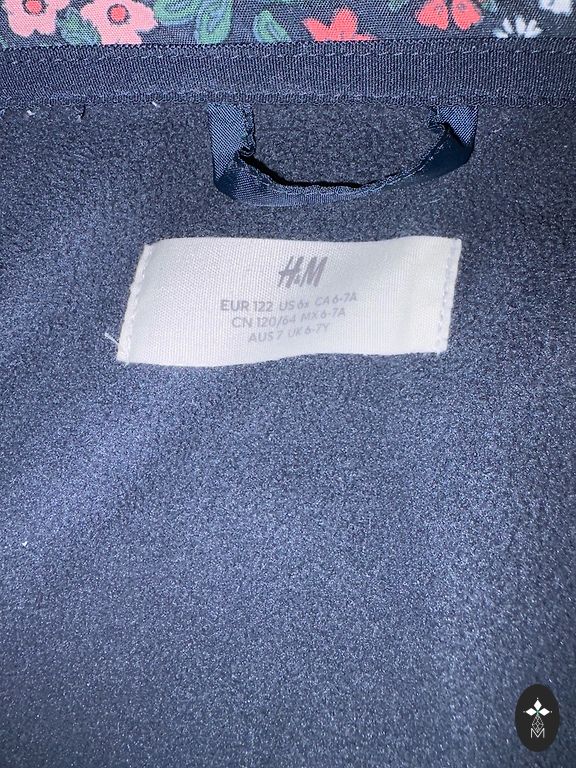 H&M
EUR 122 US 6x CA 6-7A
CN 120/64 MX 6-7A
AUS 7 UK 6-7Y
M